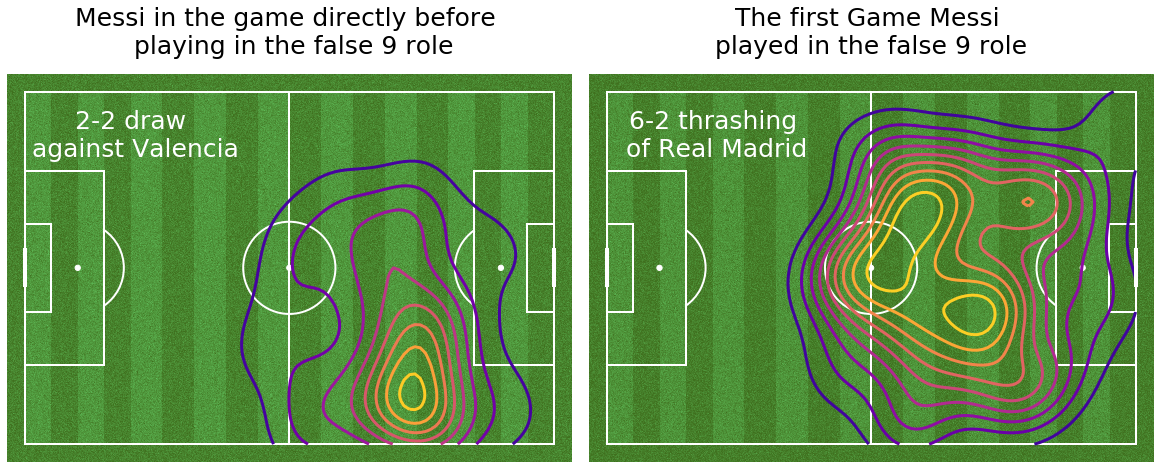 Messi in the game directly before
playing in the false 9 role
2-2 draw
against Valencia
The first Game Messi
played in the false 9 role
6-2 thrashing
of Real Madrid